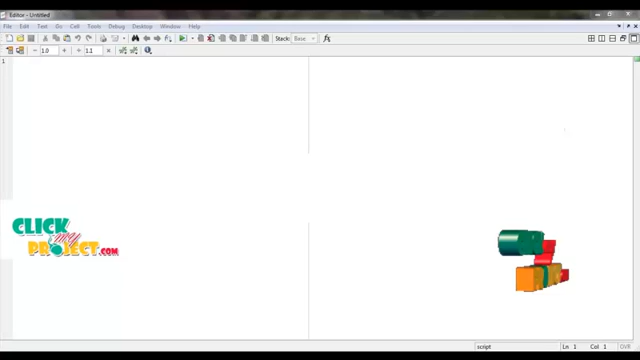 Editor - Untitled
File Edit Text Go Cell Tools Debug Desktop Window Help
Stack: Base fx
− 1.0 + ÷ 1.1 ×
1
CLICK
my
PROJECT.COM
script Ln 1 Col 1 OVR